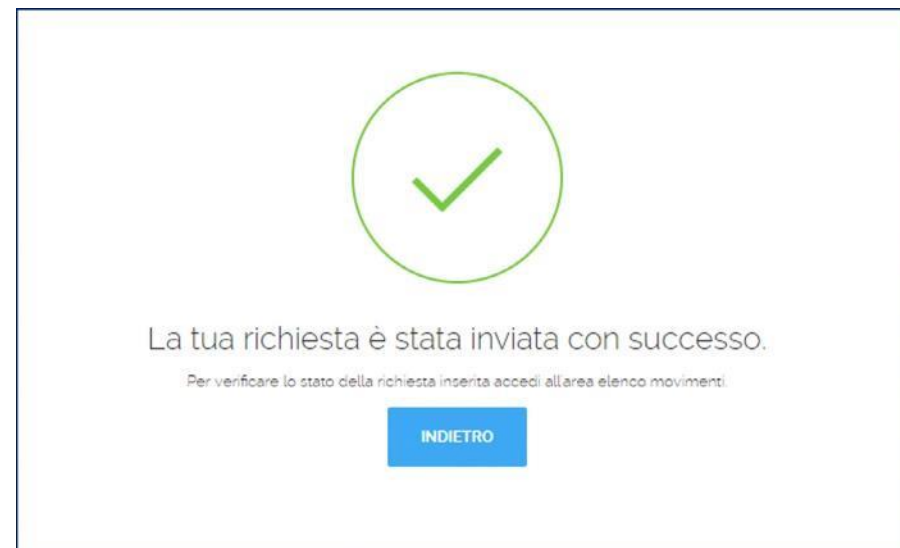 La tua richiesta è stata inviata con successo.
Per verificare lo stato della richiesta inserita accedi all'area elenco movimenti.
INDIETRO